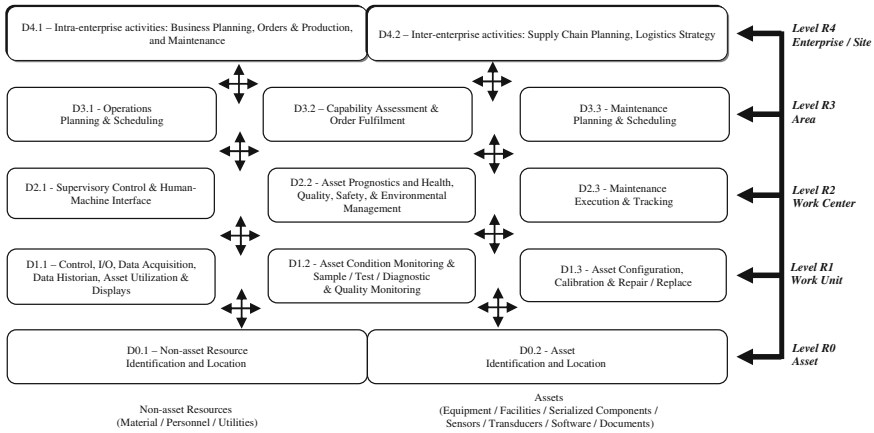 D4.1 – Intra-enterprise activities: Business Planning, Orders & Production,
and Maintenance
D4.2 – Inter-enterprise activities: Supply Chain Planning, Logistics Strategy
Level R4
Enterprise / Site
D3.1 - Operations
Planning & Scheduling
D3.2 – Capability Assessment &
Order Fulfilment
D3.3 - Maintenance
Planning & Scheduling
Level R3
Area
D2.1 - Supervisory Control & Human-
Machine Interface
D2.2 - Asset Prognostics and Health,
Quality, Safety, & Environmental
Management
D2.3 - Maintenance
Execution & Tracking
Level R2
Work Center
D1.1 – Control, I/O, Data Acquisition,
Data Historian, Asset Utilization &
Displays
D1.2 - Asset Condition Monitoring &
Sample / Test / Diagnostic
& Quality Monitoring
D1.3 - Asset Configuration,
Calibration & Repair / Replace
Level R1
Work Unit
D0.1 – Non-asset Resource
Identification and Location
D0.2 - Asset
Identification and Location
Level R0
Asset
Non-asset Resources
(Material / Personnel / Utilities)
Assets
(Equipment / Facilities / Serialized Components /
Sensors / Transducers / Software / Documents)